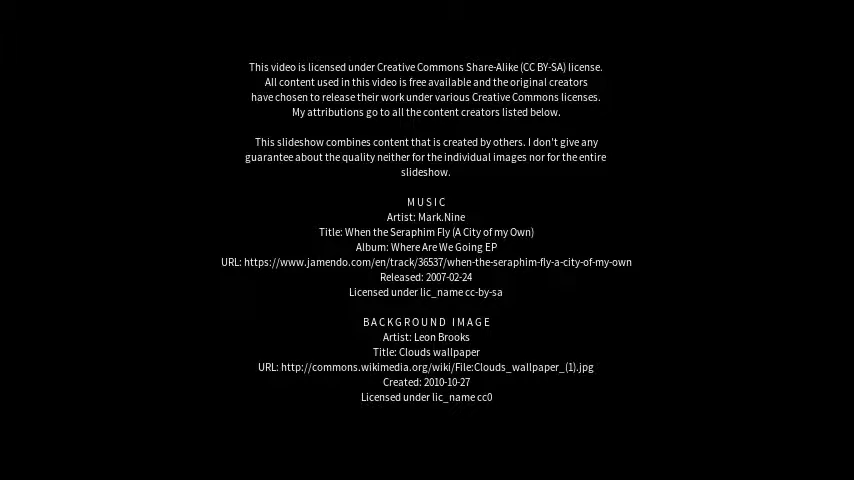 This video is licensed under Creative Commons Share-Alike (CC BY-SA) license.
All content used in this video is free available and the original creators
have chosen to release their work under various Creative Commons licenses.
My attributions go to all the content creators listed below.
This slideshow combines content that is created by others. I don't give any
guarantee about the quality neither for the individual images nor for the entire
slideshow.
MUSIC
Artist: Mark.Nine
Title: When the Seraphim Fly (A City of my Own)
Album: Where Are We Going EP
URL: https://www.jamendo.com/en/track/36537/when-the-seraphim-fly-a-city-of-my-own
Released: 2007-02-24
Licensed under lic_name cc-by-sa
BACKGROUND IMAGE
Artist: Leon Brooks
Title: Clouds wallpaper
URL: http://commons.wikimedia.org/wiki/File:Clouds_wallpaper_(1).jpg
Created: 2010-10-27
Licensed under lic_name cc0